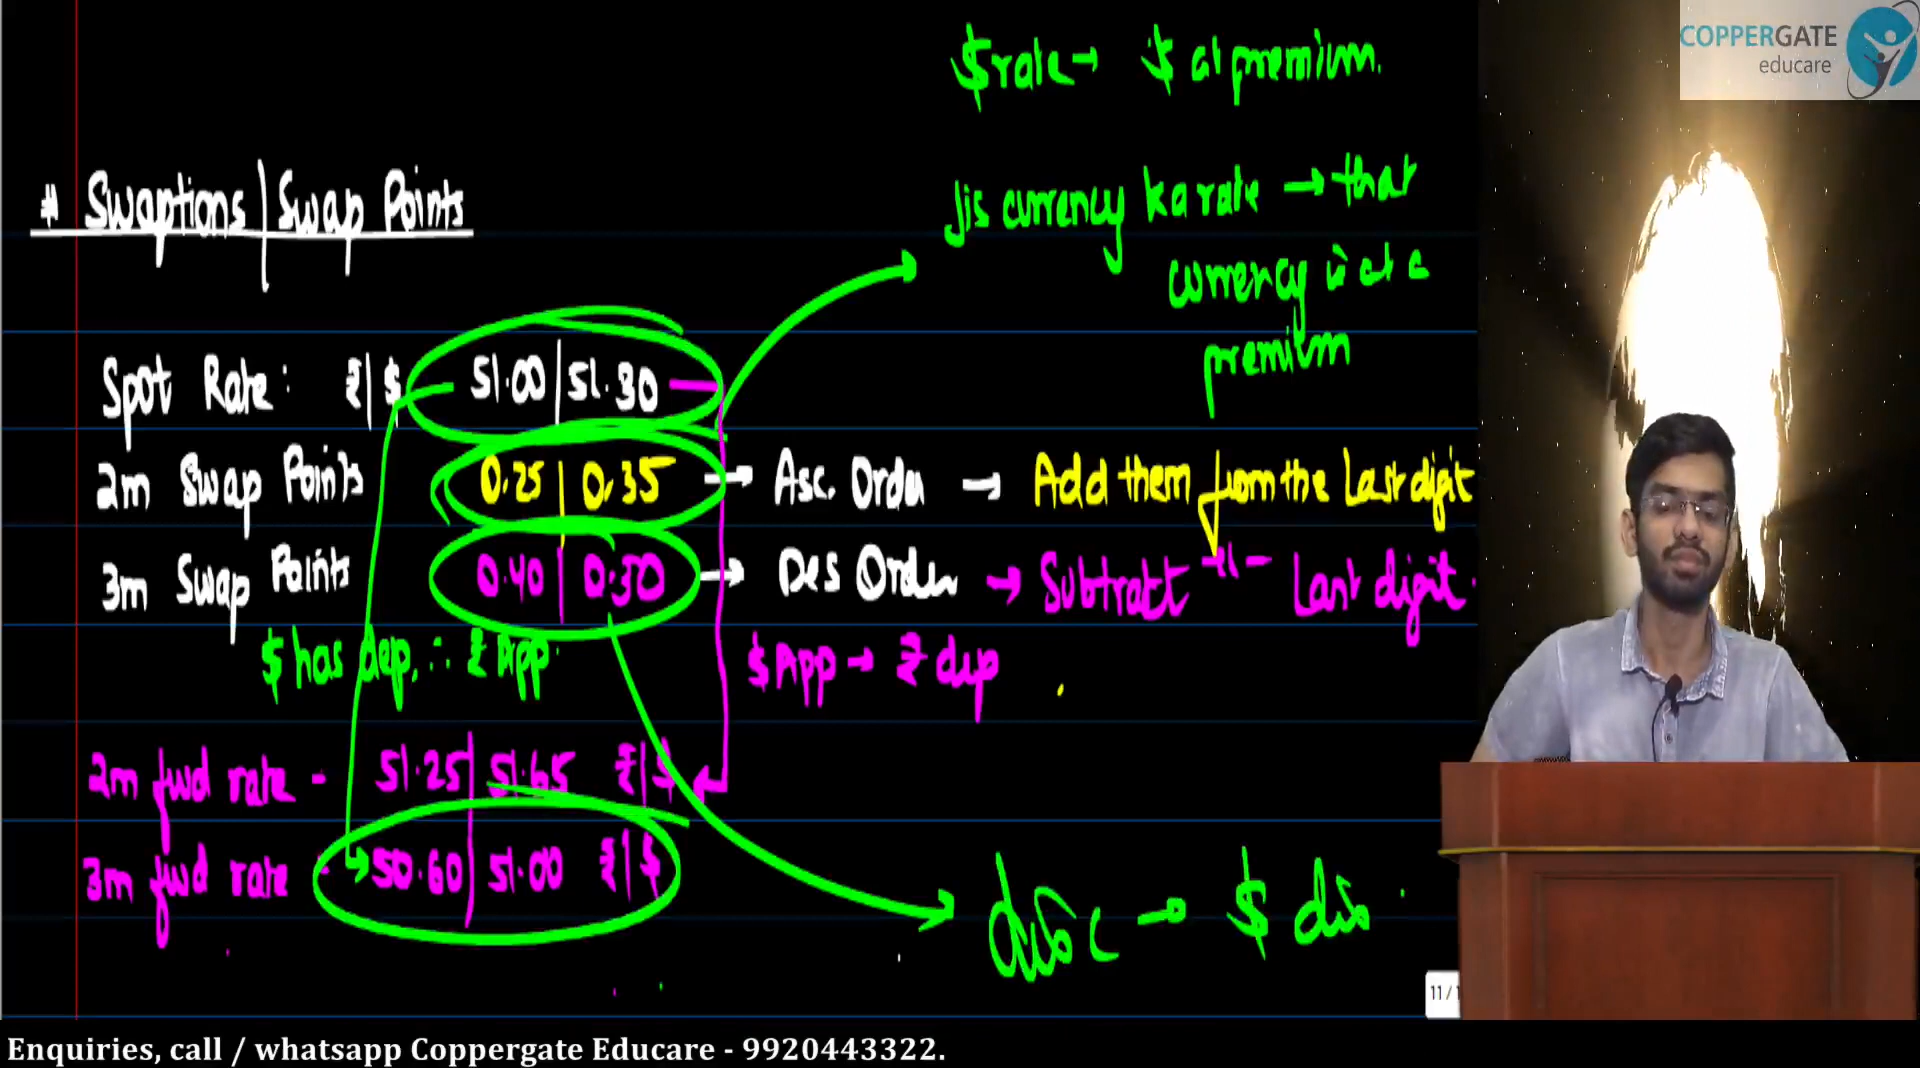 COPPERGATE
educare
$ rate → $ at premium.
Jis currency ka rate → that
currency is at a
premium
# Swaptions | Swap Points
Spot Rate: ₹|$ 51.00 | 51.30
2m Swap Points 0.25 | 0.35 → Asc. Order → Add them from the last digit
3m Swap Points 0.40 | 0.30 → Des Order → Subtract -"- Last digit.
$ has dep, ∴ ₹ App. $ App → ₹ dep
2m fwd rate - 51.25 | 51.65 ₹|$
3m fwd rate 50.60 | 51.00 ₹|$
disc → $ dis
11 / 1
Enquiries, call / whatsapp Coppergate Educare - 9920443322.